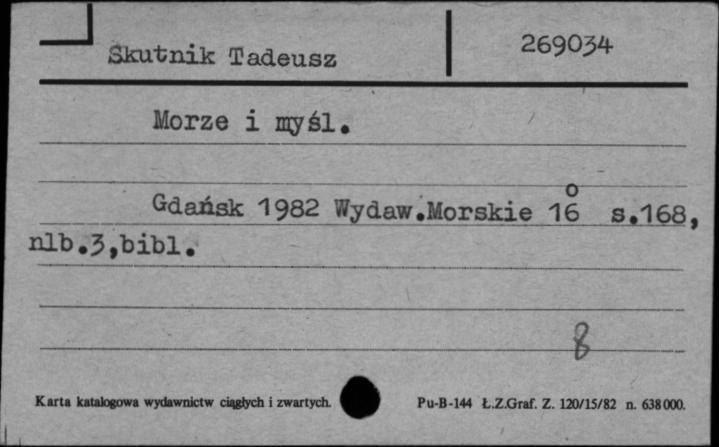 Skutnik Tadeusz 269034
Morze i myśl.
Gdańsk 1982 Wydaw.Morskie 16° s.168,
nlb.3,bibl.
8
Karta katalogowa wydawnictw ciągłych i zwartych. Pu-B-144 Ł.Z.Graf. Z. 120/15/82 n. 638000.